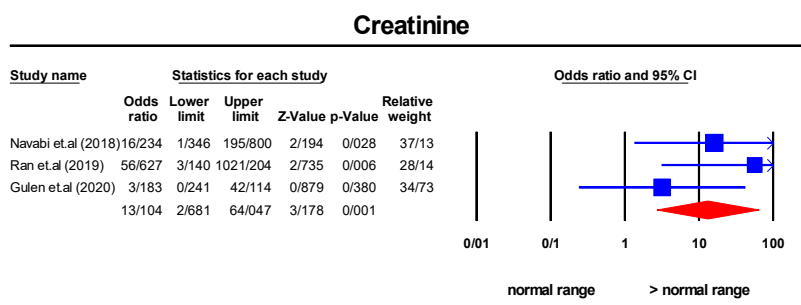 Creatinine
Study name Statistics for each study Odds ratio and 95% CI
Odds ratio Lower limit Upper limit Z-Value p-Value Relative weight
Navabi et.al (2018) 16/234 1/346 195/800 2/194 0/028 37/13
Ran et.al (2019) 56/627 3/140 1021/204 2/735 0/006 28/14
Gulen et.al (2020) 3/183 0/241 42/114 0/879 0/380 34/73
13/104 2/681 64/047 3/178 0/001
0/01 0/1 1 10 100
normal range > normal range